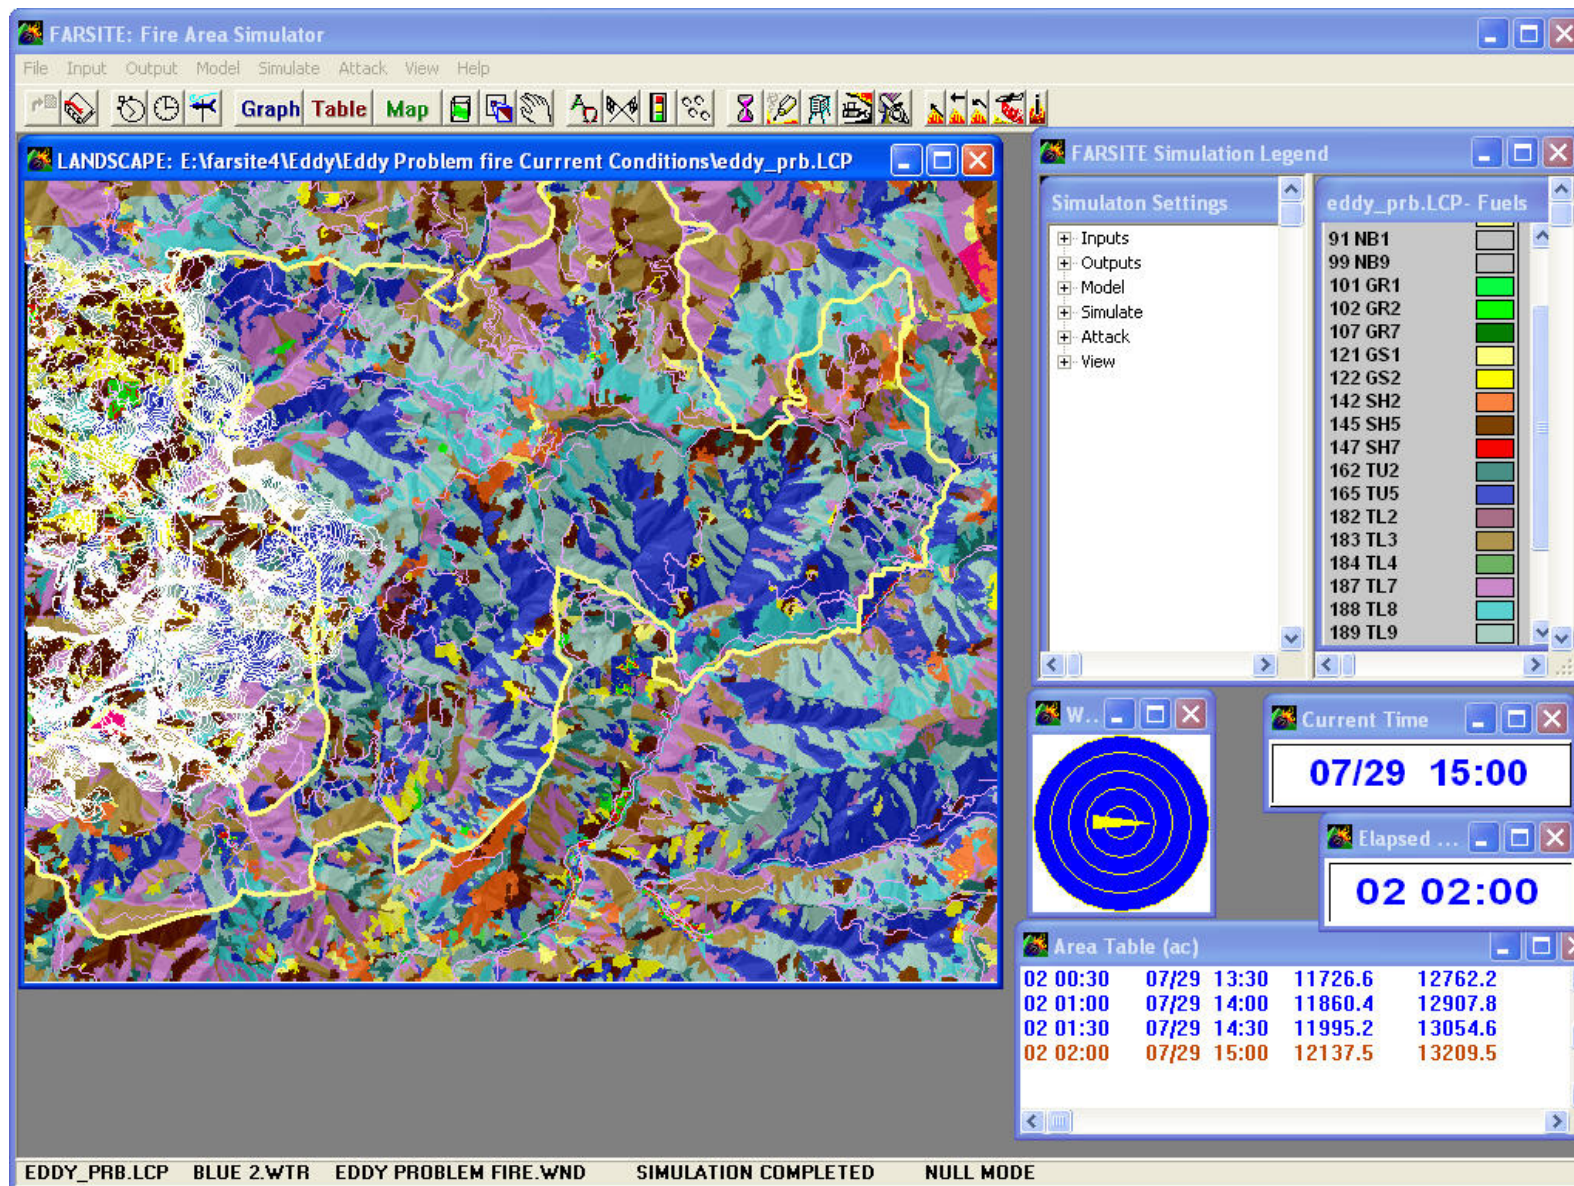 FARSITE: Fire Area Simulator
File Input Output Model Simulate Attack View Help
Graph Table Map
LANDSCAPE: E:\farsite4\Eddy\Eddy Problem fire Currrent Conditions\eddy_prb.LCP
FARSITE Simulation Legend
Simulaton Settings
Inputs
Outputs
Model
Simulate
Attack
View
eddy_prb.LCP- Fuels
91 NB1
99 NB9
101 GR1
102 GR2
107 GR7
121 GS1
122 GS2
142 SH2
145 SH5
147 SH7
162 TU2
165 TU5
182 TL2
183 TL3
184 TL4
187 TL7
188 TL8
189 TL9
W..
Current Time
07/29 15:00
Elapsed ...
02 02:00
Area Table (ac)
02 00:30 07/29 13:30 11726.6 12762.2
02 01:00 07/29 14:00 11860.4 12907.8
02 01:30 07/29 14:30 11995.2 13054.6
02 02:00 07/29 15:00 12137.5 13209.5
EDDY_PRB.LCP BLUE 2.WTR EDDY PROBLEM FIRE.WND SIMULATION COMPLETED NULL MODE